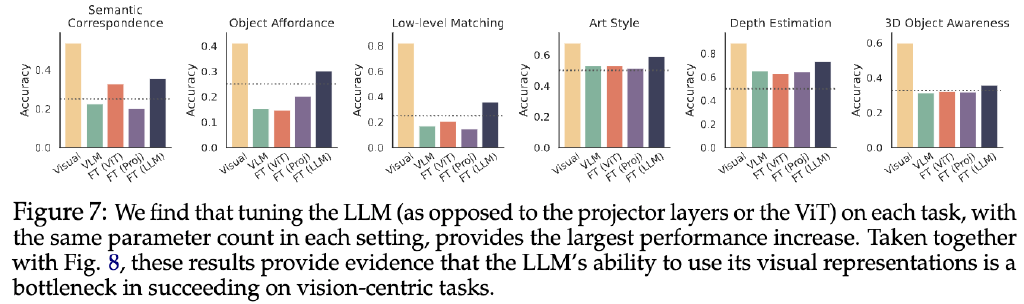 Semantic
Correspondence
Accuracy
0.4
0.2
0.0
Visual
VLM
FT (ViT)
FT (Proj)
FT (LLM)
Object Affordance
Accuracy
0.4
0.3
0.2
0.1
0.0
Visual
VLM
FT (ViT)
FT (Proj)
FT (LLM)
Low-level Matching
Accuracy
0.8
0.6
0.4
0.2
0.0
Visual
VLM
FT (ViT)
FT (Proj)
FT (LLM)
Art Style
Accuracy
0.6
0.4
0.2
0.0
Visual
VLM
FT (ViT)
FT (Proj)
FT (LLM)
Depth Estimation
Accuracy
0.8
0.6
0.4
0.2
0.0
Visual
VLM
FT (ViT)
FT (Proj)
FT (LLM)
3D Object Awareness
Accuracy
0.6
0.4
0.2
0.0
Visual
VLM
FT (ViT)
FT (Proj)
FT (LLM)
Figure 7: We find that tuning the LLM (as opposed to the projector layers or the ViT) on each task, with
the same parameter count in each setting, provides the largest performance increase. Taken together
with Fig. 8, these results provide evidence that the LLM's ability to use its visual representations is a
bottleneck in succeeding on vision-centric tasks.